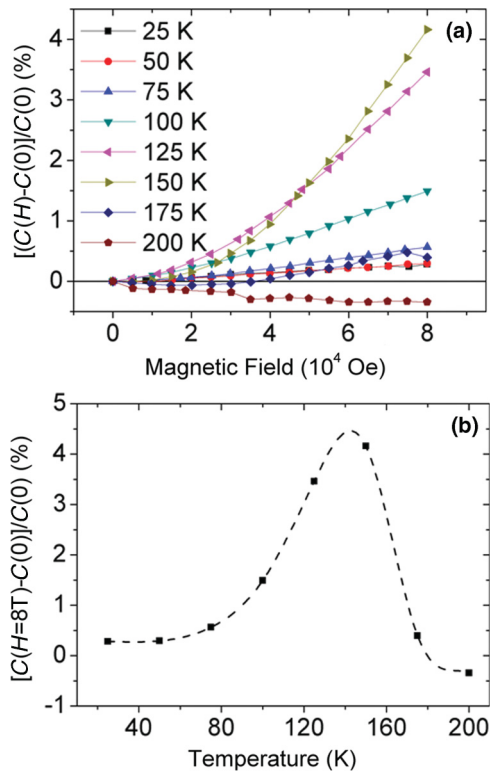 (a)
25 K
50 K
75 K
100 K
125 K
150 K
175 K
200 K
[(C(H)-C(0)]/C(0) (%)
4
3
2
1
0
0 2 4 6 8
Magnetic Field (10⁴ Oe)
(b)
[C(H=8T)-C(0)]/C(0) (%)
5
4
3
2
1
0
-1
40 80 120 160 200
Temperature (K)